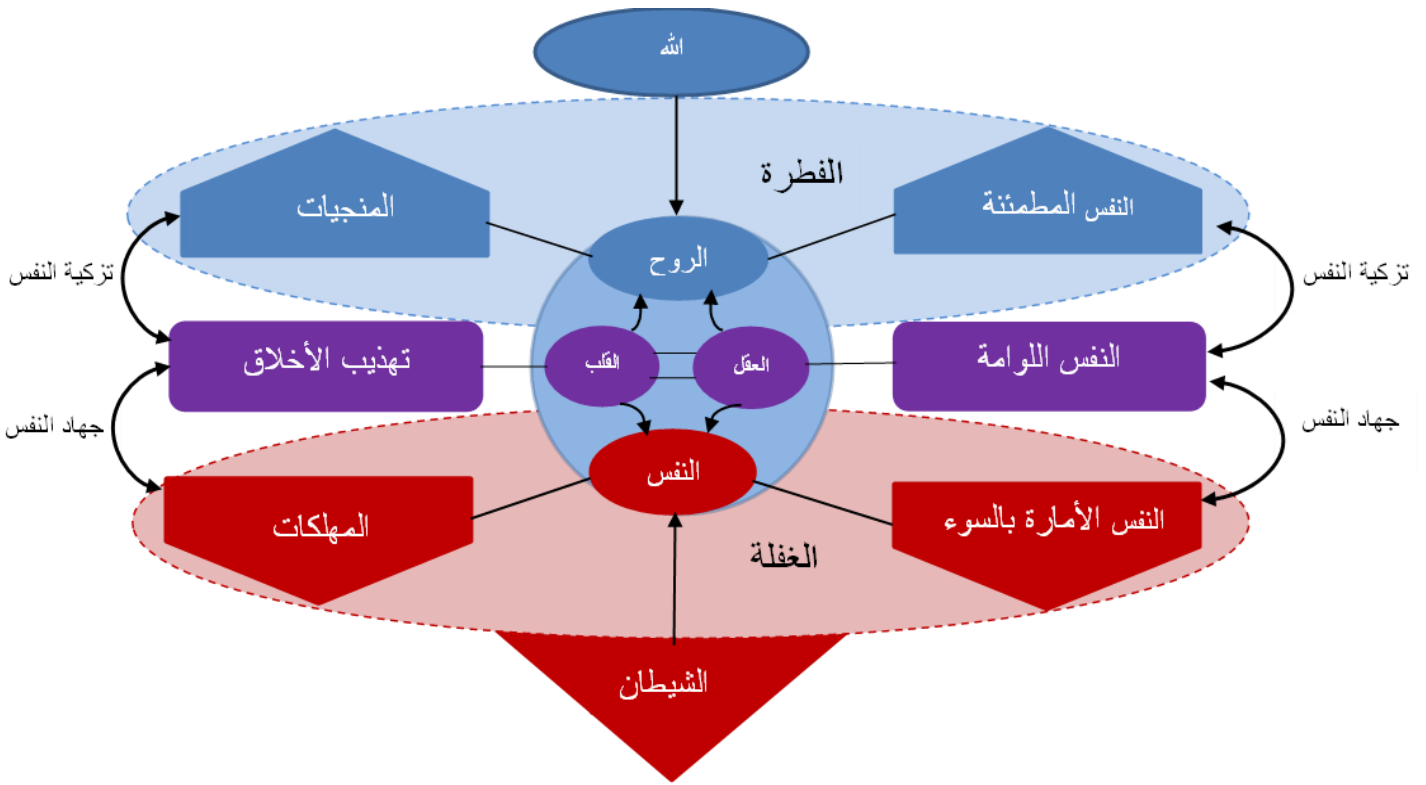 الله
الفطرة
النفس المطمئنة
المنجيات
الروح
تزكية النفس
تزكية النفس
النفس اللوامة
العقل
القلب
تهذيب الأخلاق
جهاد النفس
جهاد النفس
النفس
النفس الأمارة بالسوء
المهلكات
الغفلة
الشيطان